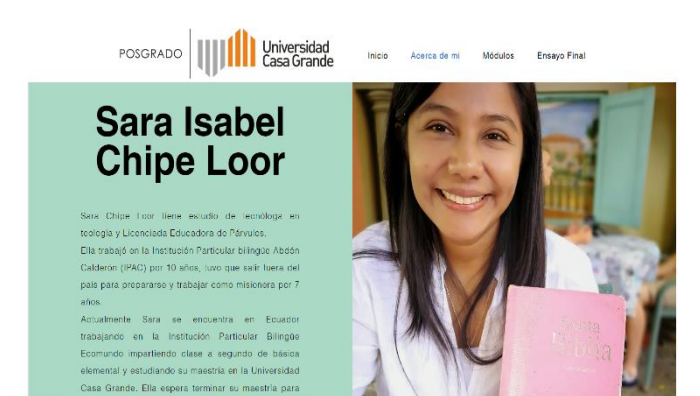 POSGRADO
Universidad
Casa Grande
Inicio Acerca de mi Módulos Ensayo Final
Sara Isabel
Chipe Loor
Sara Chipe Loor tiene estudio de tecnóloga en
teología y Licenciada Educadora de Párvulos.
Ella trabajó en la Institución Particular bilingüe Abdón
Calderón (IPAC) por 10 años, tuvo que salir fuera del
país para prepararse y trabajar como misionera por 7
años.
Actualmente Sara se encuentra en Ecuador
trabajando en la Institución Particular Bilingüe
Ecomundo impartiendo clase a segundo de básica
elemental y estudiando su maestría en la Universidad
Casa Grande. Ella espera terminar su maestría para
Santa
Biblia